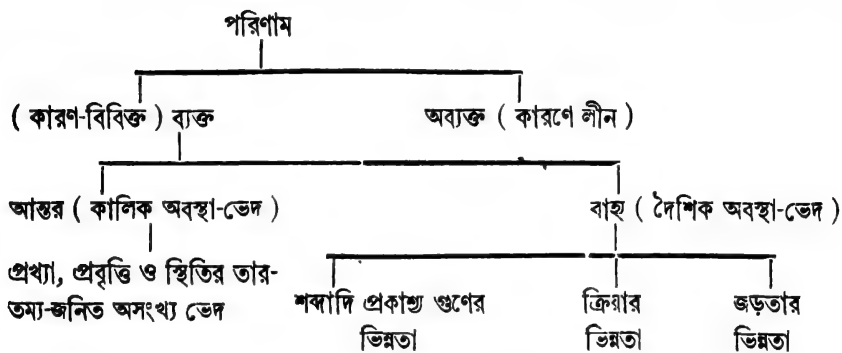 পরিণাম
( কারণ-বিবিক্ত ) ব্যক্ত
অব্যক্ত ( কারণে লীন )
আন্তর ( কালিক অবস্থা-ভেদ )
বাহ্য ( দৈশিক অবস্থা-ভেদ )
প্রখ্যা, প্রবৃত্তি ও স্থিতির তার-
তম্য-জনিত অসংখ্য ভেদ
শব্দাদি প্রকাশ্য গুণের
ভিন্নতা
ক্রিয়ার
ভিন্নতা
জড়তার
ভিন্নতা